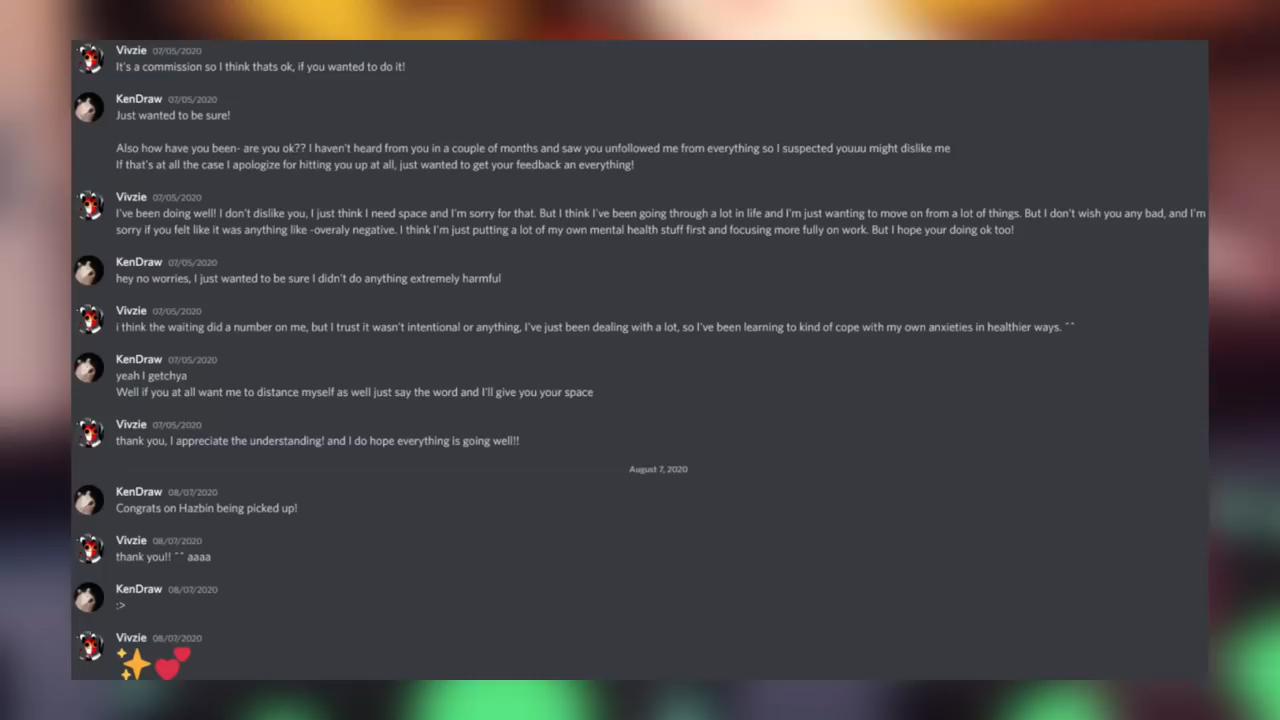 Vivzie 07/05/2020
It's a commission so I think thats ok, if you wanted to do it!
KenDraw 07/05/2020
Just wanted to be sure!
Also how have you been- are you ok?? I haven't heard from you in a couple of months and saw you unfollowed me from everything so I suspected youuu might dislike me
If that's at all the case I apologize for hitting you up at all, just wanted to get your feedback an everything!
Vivzie 07/05/2020
I've been doing well! I don't dislike you, I just think I need space and I'm sorry for that. But I think I've been going through a lot in life and I'm just wanting to move on from a lot of things. But I don't wish you any bad, and I'm
sorry if you felt like it was anything like -overaly negative. I think I'm just putting a lot of my own mental health stuff first and focusing more fully on work. But I hope your doing ok too!
KenDraw 07/05/2020
hey no worries, I just wanted to be sure I didn't do anything extremely harmful
Vivzie 07/05/2020
i think the waiting did a number on me, but I trust it wasn't intentional or anything, I've just been dealing with a lot, so I've been learning to kind of cope with my own anxieties in healthier ways. ^^
KenDraw 07/05/2020
yeah I getchya
Well if you at all want me to distance myself as well just say the word and I'll give you your space
Vivzie 07/05/2020
thank you, I appreciate the understanding! and I do hope everything is going well!!
August 7, 2020
KenDraw 08/07/2020
Congrats on Hazbin being picked up!
Vivzie 08/07/2020
thank you!! ^^ aaaa
KenDraw 08/07/2020
:>
Vivzie 08/07/2020
✨💕